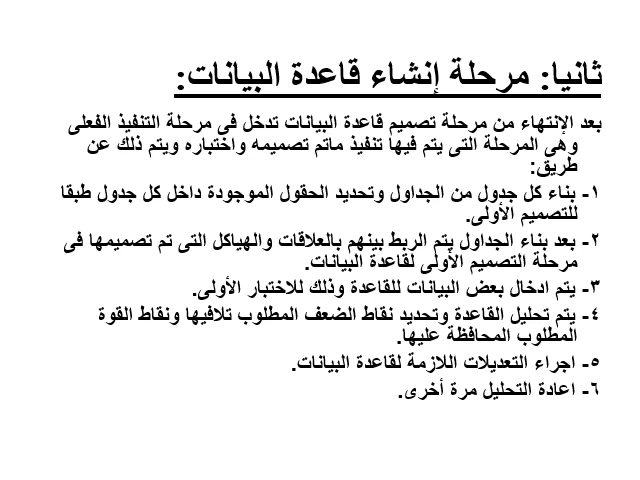 ثانيا: مرحلة إنشاء قاعدة البيانات:
بعد الإنتهاء من مرحلة تصميم قاعدة البيانات تدخل فى مرحلة التنفيذ الفعلى
وهى المرحلة التى يتم فيها تنفيذ ماتم تصميمه واختباره ويتم ذلك عن
طريق:
١- بناء كل جدول من الجداول وتحديد الحقول الموجودة داخل كل جدول طبقا
للتصميم الأولى.
٢- بعد بناء الجداول يتم الربط بينهم بالعلاقات والهياكل التى تم تصميمها فى
مرحلة التصميم الأولى لقاعدة البيانات.
٣- يتم ادخال بعض البيانات للقاعدة وذلك للاختبار الأولى.
٤- يتم تحليل القاعدة وتحديد نقاط الضعف المطلوب تلافيها ونقاط القوة
المطلوب المحافظة عليها.
٥- اجراء التعديلات اللازمة لقاعدة البيانات.
٦- اعادة التحليل مرة أخرى.